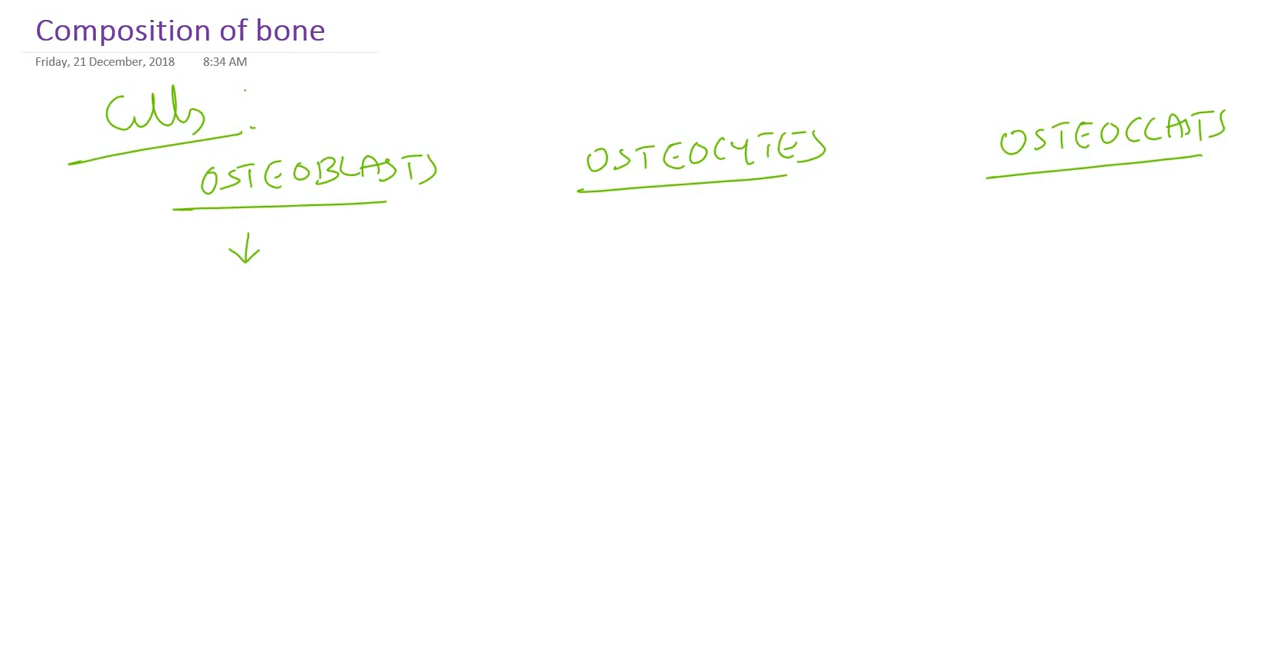 Composition of bone
Friday, 21 December, 2018 8:34 AM
Cells :
OSTEOBLASTS OSTEOCYTES OSTEOCLASTS